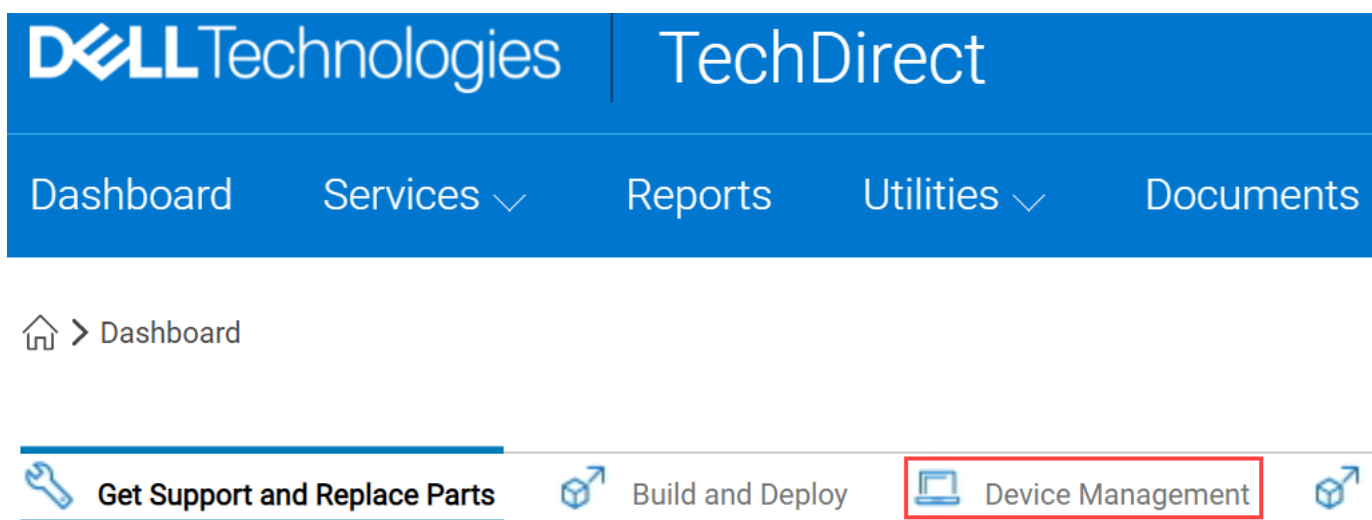 DELLTechnologies TechDirect
Dashboard Services Reports Utilities Documents
Dashboard
Get Support and Replace Parts Build and Deploy Device Management